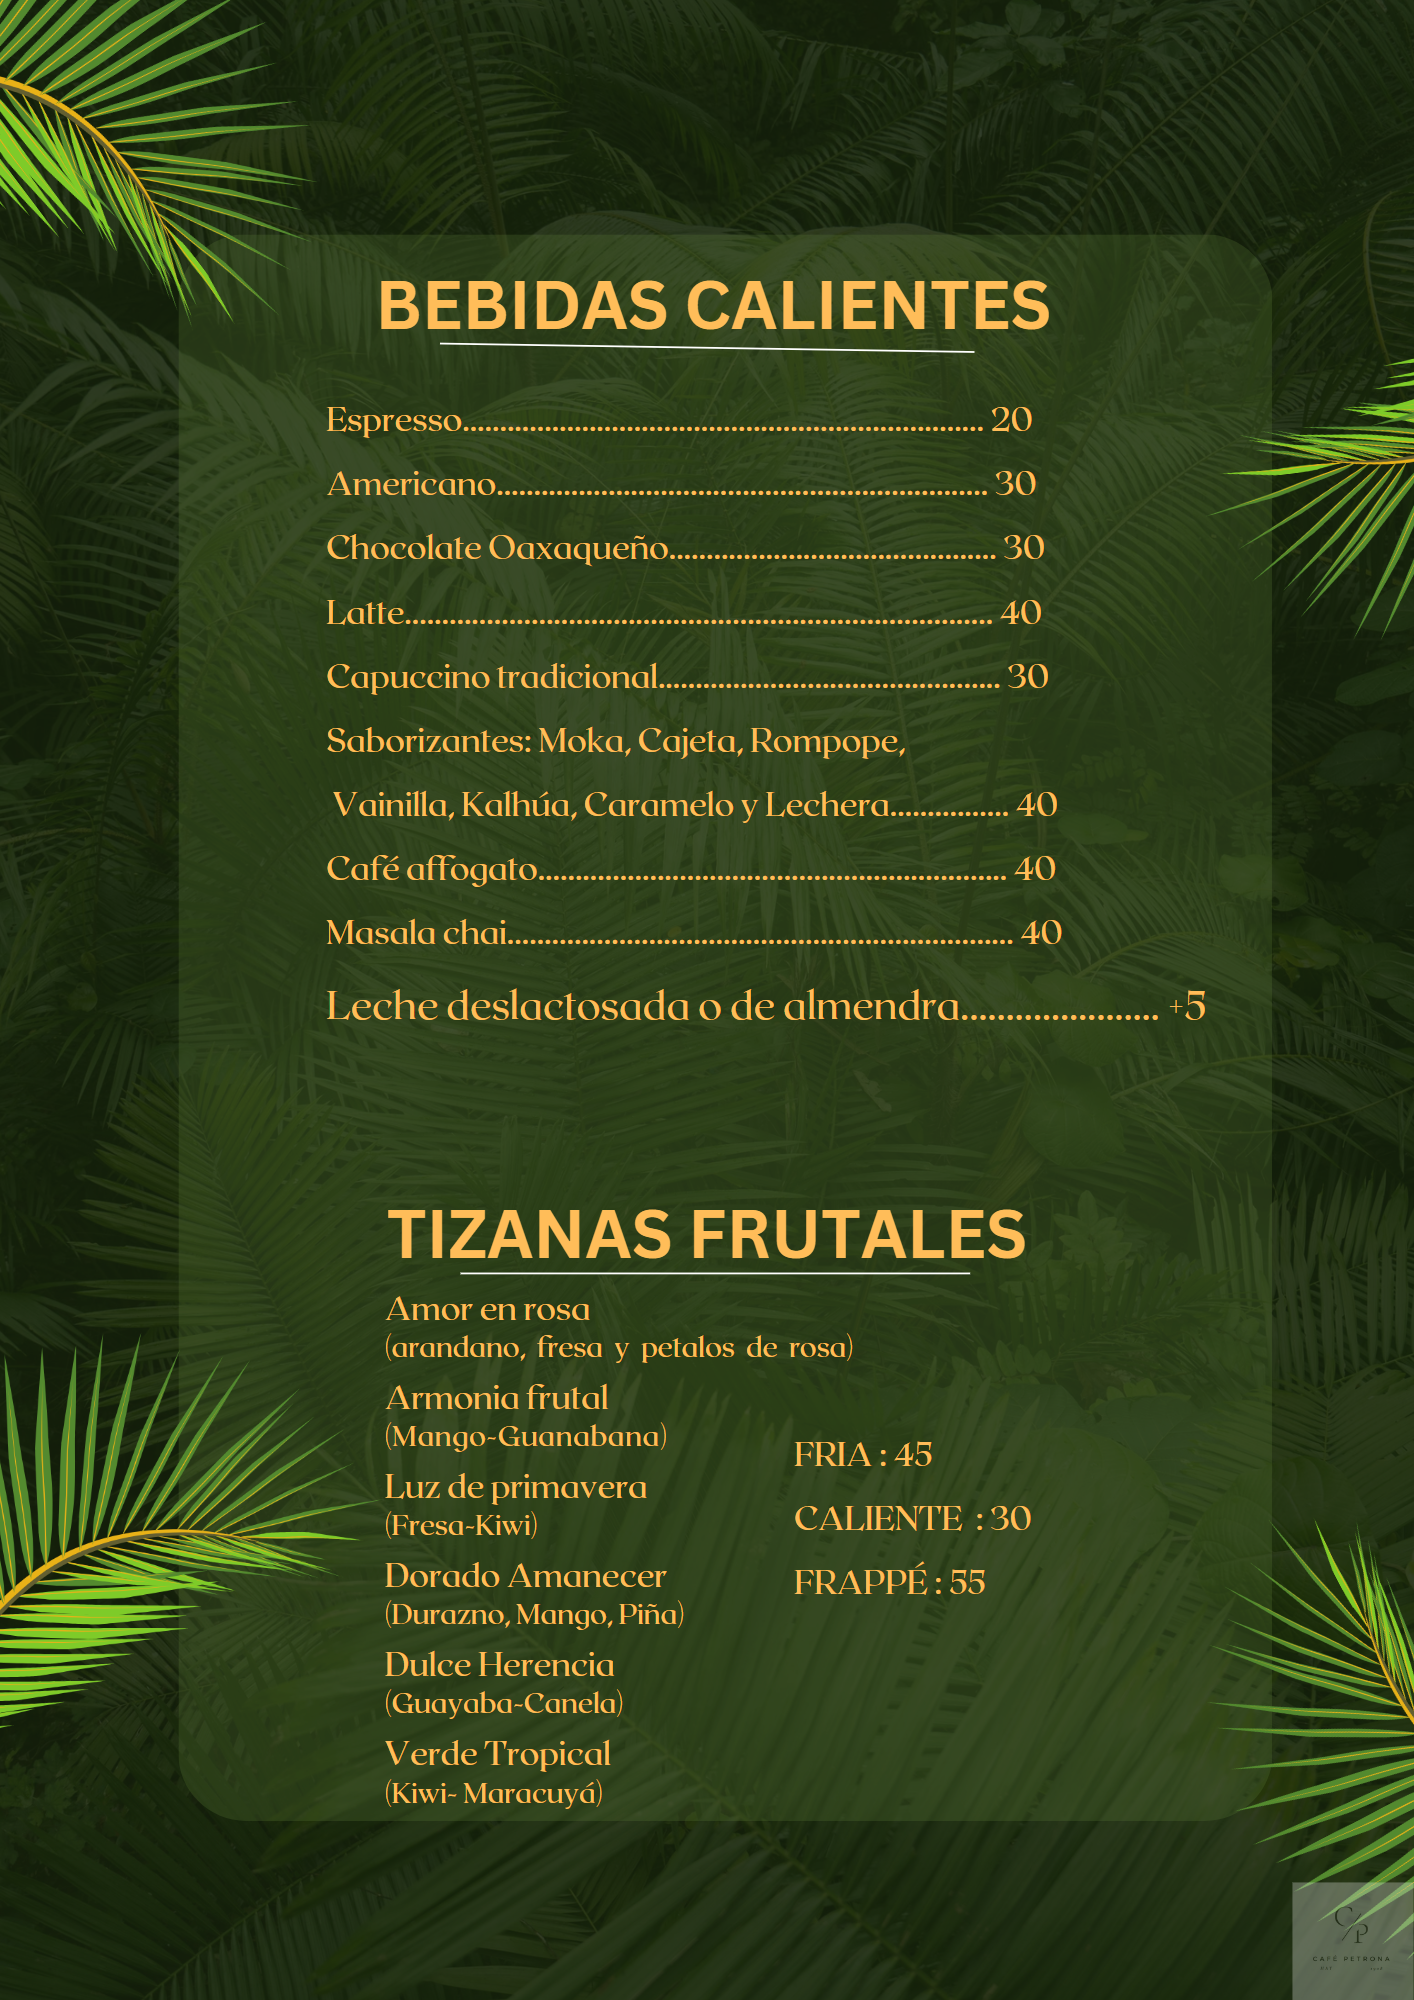 BEBIDAS CALIENTES
Espresso...................................................................... 20
Americano.................................................................. 30
Chocolate Oaxaqueño............................................ 30
Latte............................................................................... 40
Capuccino tradicional.............................................. 30
Saborizantes: Moka, Cajeta, Rompope,
Vainilla, Kalhúa, Caramelo y Lechera................ 40
Café affogato............................................................... 40
Masala chai.................................................................... 40
Leche deslactosada o de almendra...................... +5
TIZANAS FRUTALES
Amor en rosa
(arandano, fresa y petalos de rosa)
Armonia frutal
(Mango-Guanabana)
Luz de primavera
(Fresa-Kiwi)
Dorado Amanecer
(Durazno, Mango, Piña)
Dulce Herencia
(Guayaba-Canela)
Verde Tropical
(Kiwi- Maracuyá)
FRIA : 45
CALIENTE : 30
FRAPPÉ : 55
CP
CAFÉ PETRONA